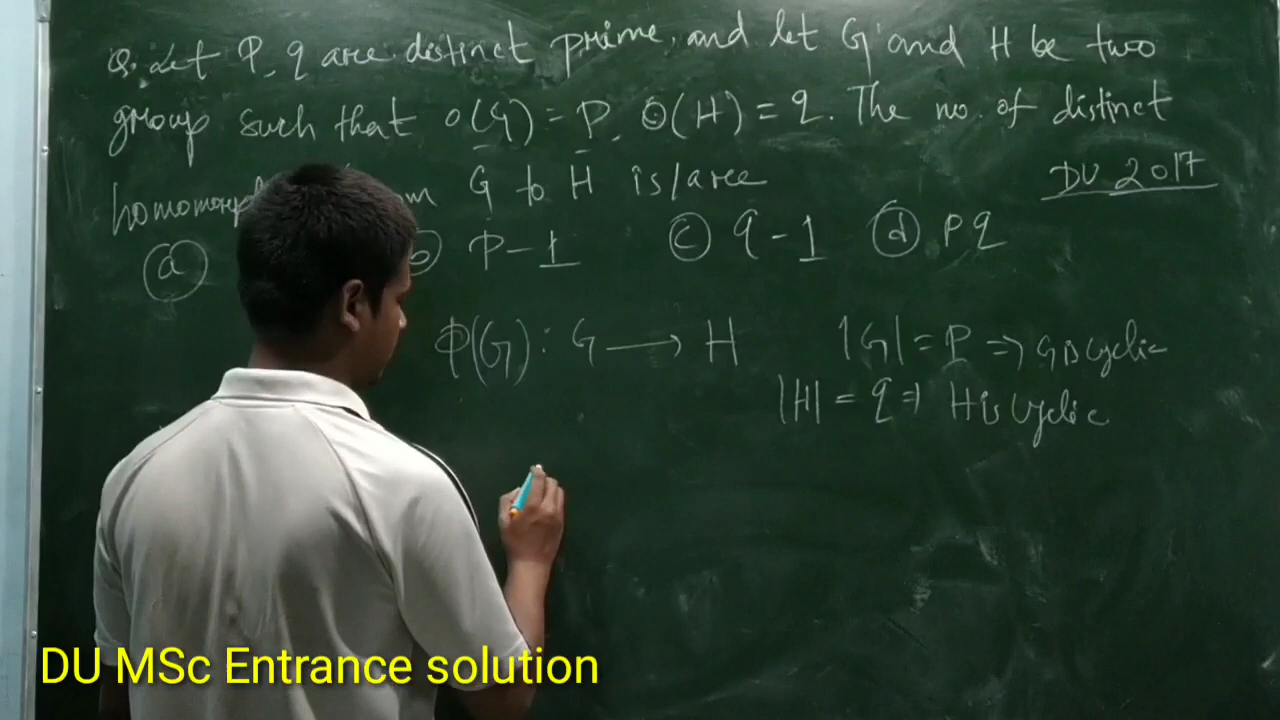 Q. Let P, q are distinct prime, and let G and H be two
group such that o(G) = P, O(H) = q. The no. of distinct
G to H is/are
DU 2017
(a) P-1 (c) q-1 (d) pq
Φ(G): G → H |G| = P ⇒ G is cyclic
|H| = q ⇒ H is cyclic
DU MSc Entrance solution